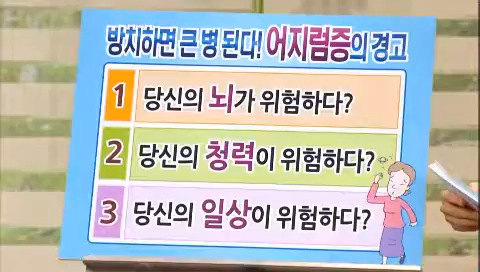 방치하면 큰 병 된다! 어지럼증의 경고
1 당신의 뇌가 위험하다?
2 당신의 청력이 위험하다?
3 당신의 일상이 위험하다?